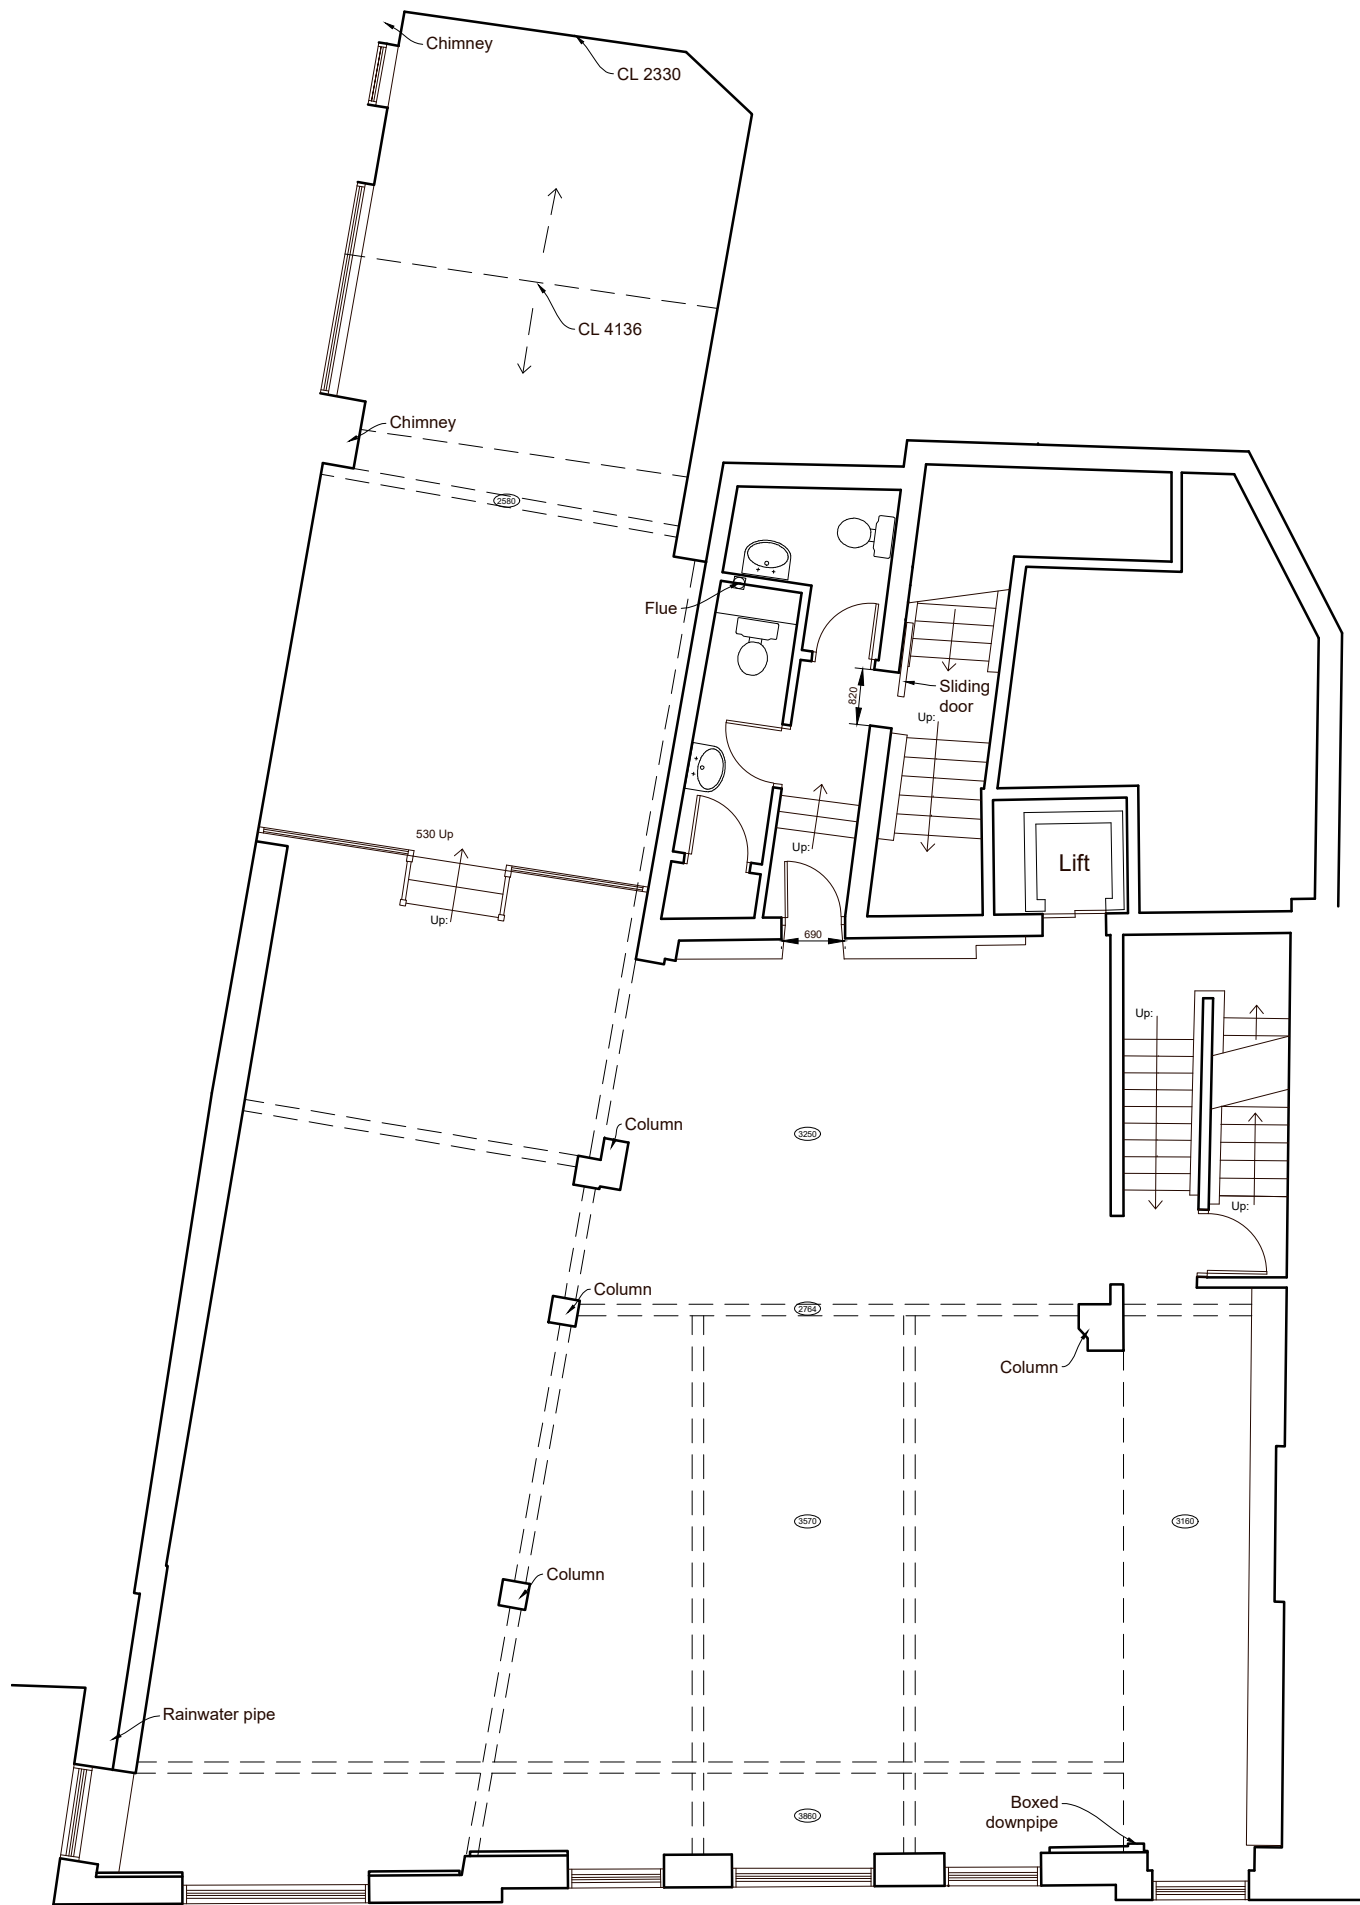 Chimney
CL 2330
CL 4136
Chimney
2580
Flue
Sliding
door
820
Up:
530 Up
Up:
Up:
Lift
690
Up:
Column
3250
Up:
Column
2764
Column
3570
3160
Column
Rainwater pipe
Boxed
downpipe
3860